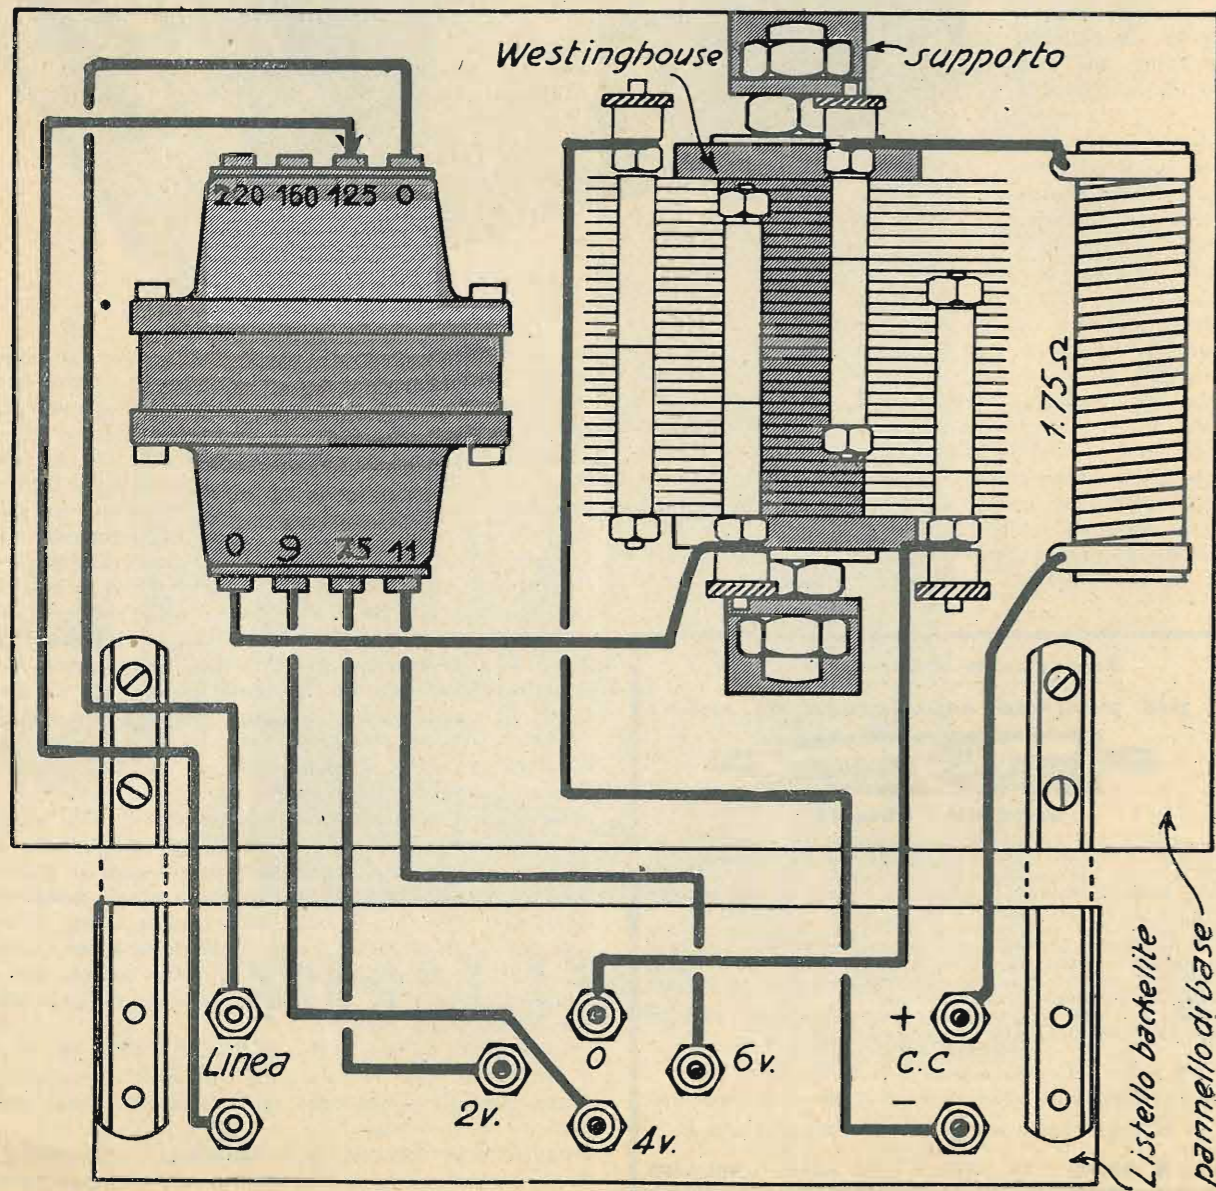 Westinghouse
supporto
220 160 125 0
1.75 Ω
0 9 7.5 11
Linea
0
2v.
4v.
6v.
+
c.c
-
Listello backelite
pannello di base